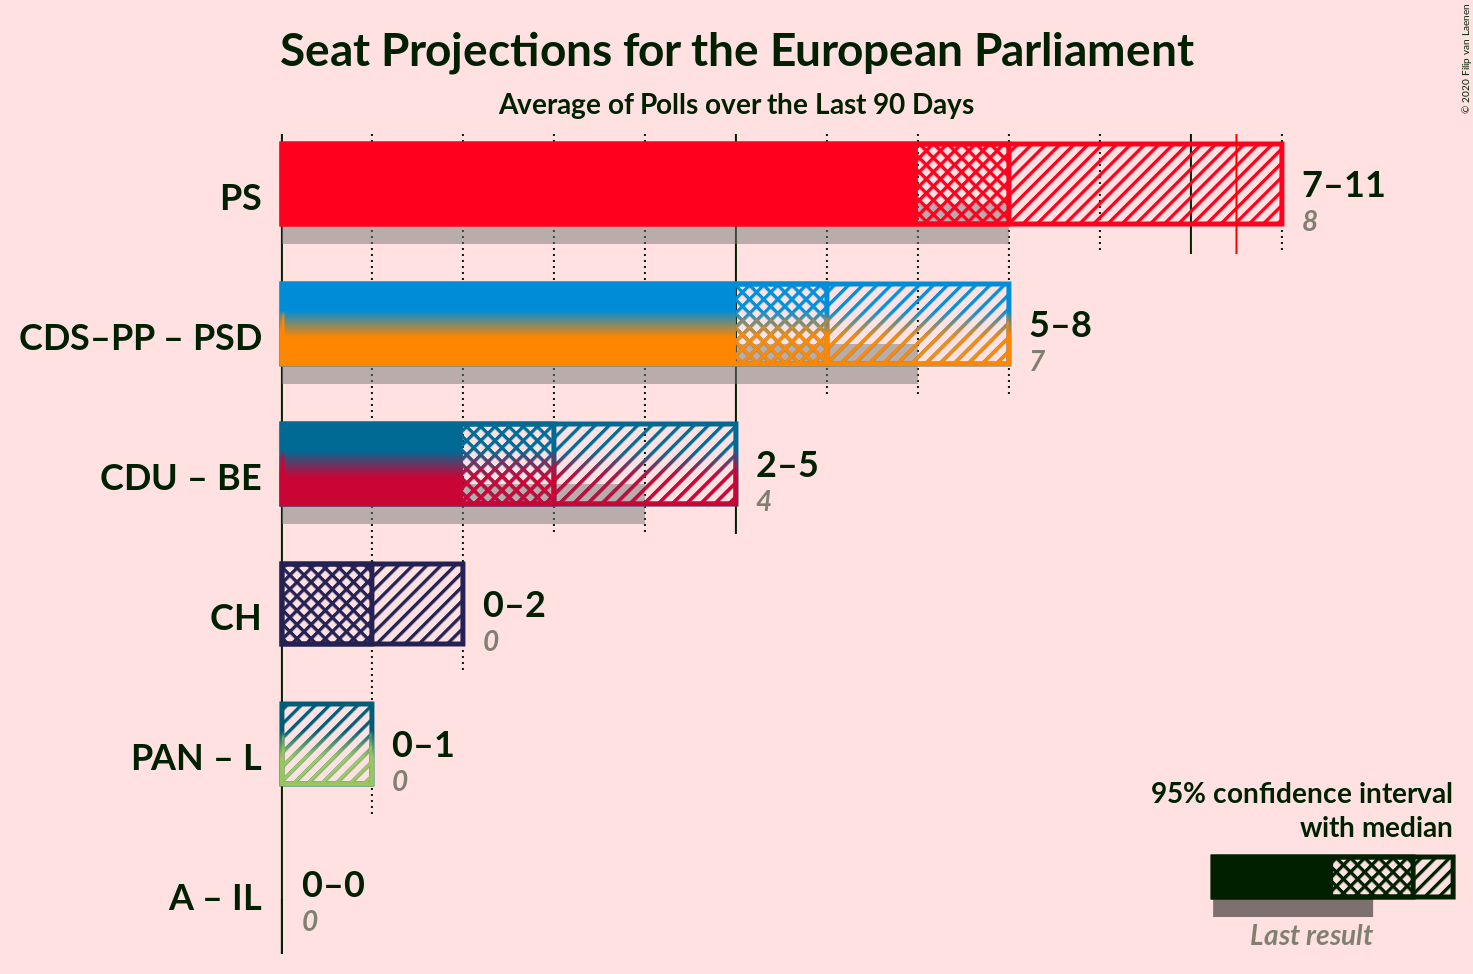 Seat Projections for the European Parliament
Average of Polls over the Last 90 Days
© 2020 Filip van Laenen
PS
7–11
8
CDS–PP – PSD
5–8
7
CDU – BE
2–5
4
CH
0–2
0
PAN – L
0–1
0
A – IL
0–0
0
95% confidence interval
with median
Last result